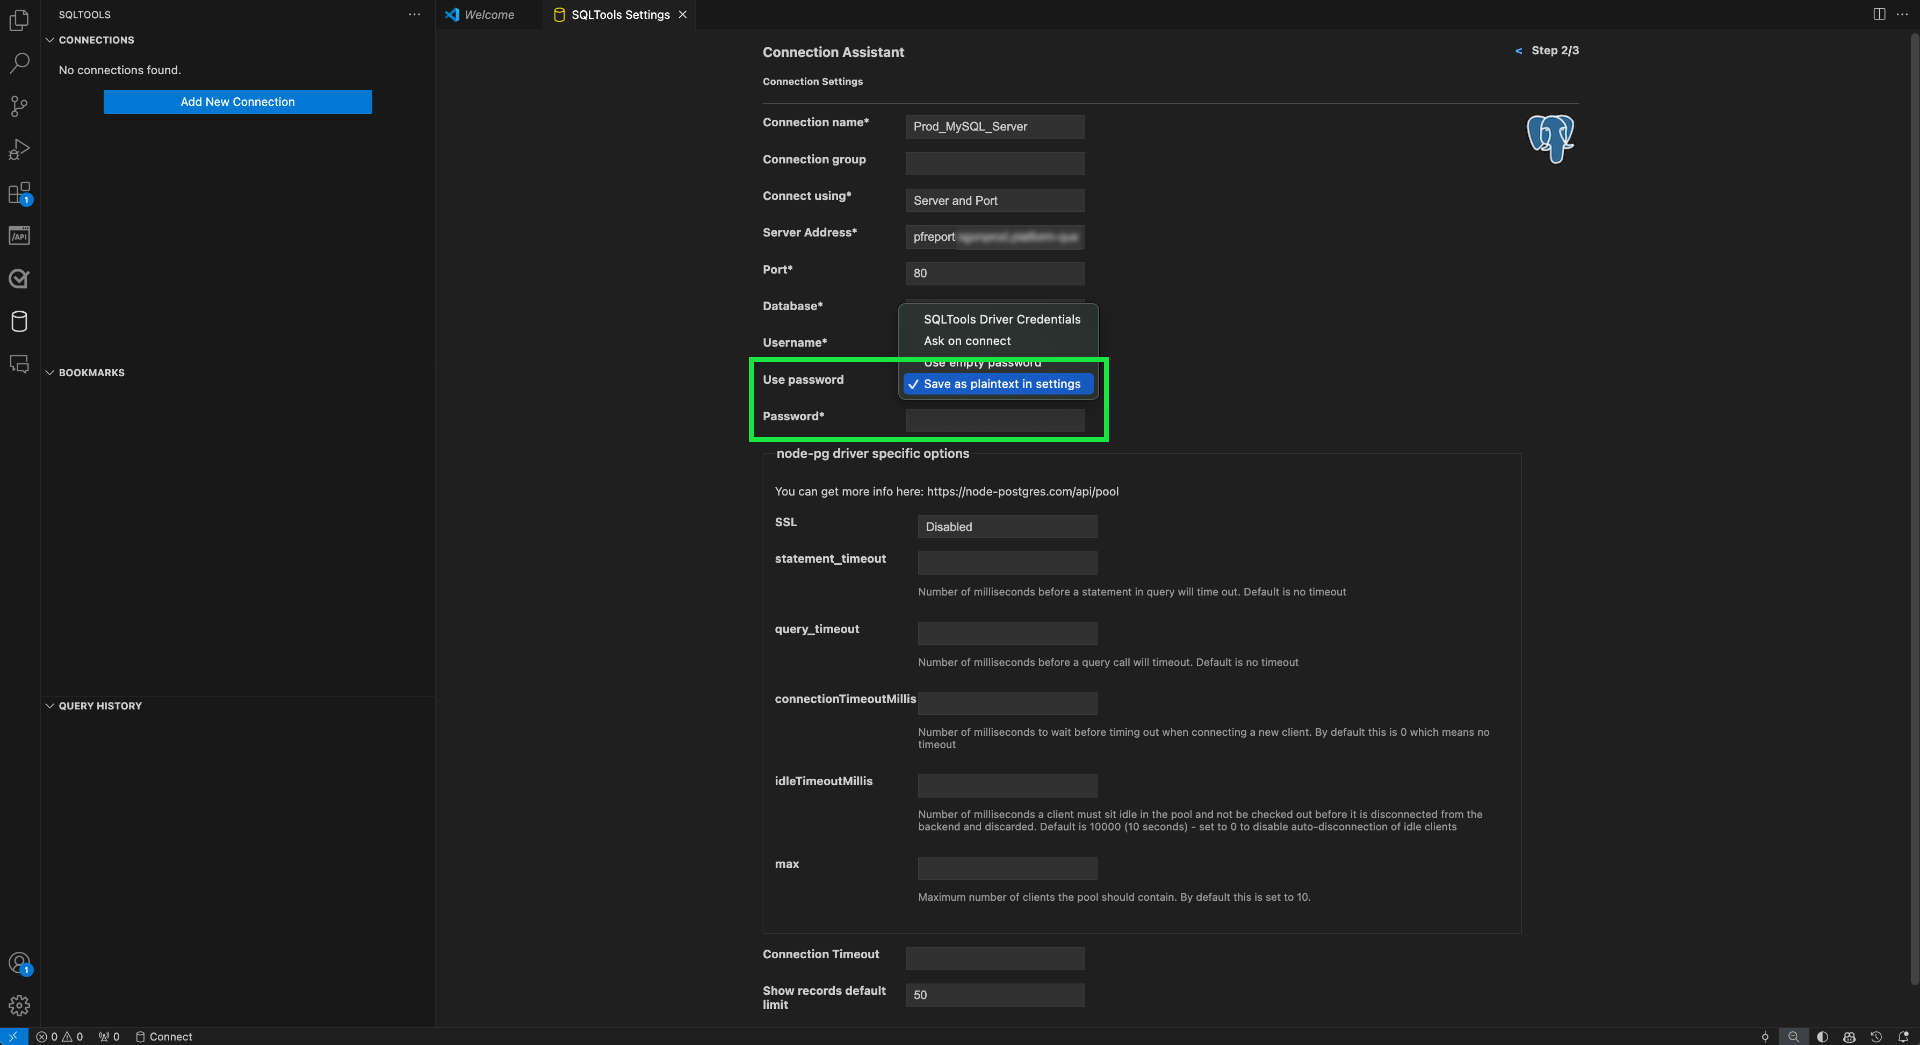 SQLTOOLS
Welcome
SQLTools Settings
CONNECTIONS
No connections found.
Add New Connection
1
/API
BOOKMARKS
QUERY HISTORY
1
Connection Assistant
< Step 2/3
Connection Settings
Connection name* Prod_MySQL_Server
Connection group
Connect using* Server and Port
Server Address* pfreport
Port* 80
Database*
SQLTools Driver Credentials
Username* Ask on connect
Use empty password
Use password Save as plaintext in settings
Password*
node-pg driver specific options
You can get more info here: https://node-postgres.com/api/pool
SSL Disabled
statement_timeout
Number of milliseconds before a statement in query will time out. Default is no timeout
query_timeout
Number of milliseconds before a query call will timeout. Default is no timeout
connectionTimeoutMillis
Number of milliseconds to wait before timing out when connecting a new client. By default this is 0 which means no
timeout
idleTimeoutMillis
Number of milliseconds a client must sit idle in the pool and not be checked out before it is disconnected from the
backend and discarded. Default is 10000 (10 seconds) - set to 0 to disable auto-disconnection of idle clients
max
Maximum number of clients the pool should contain. By default this is set to 10.
Connection Timeout
Show records default
limit
50
0 0 0 Connect